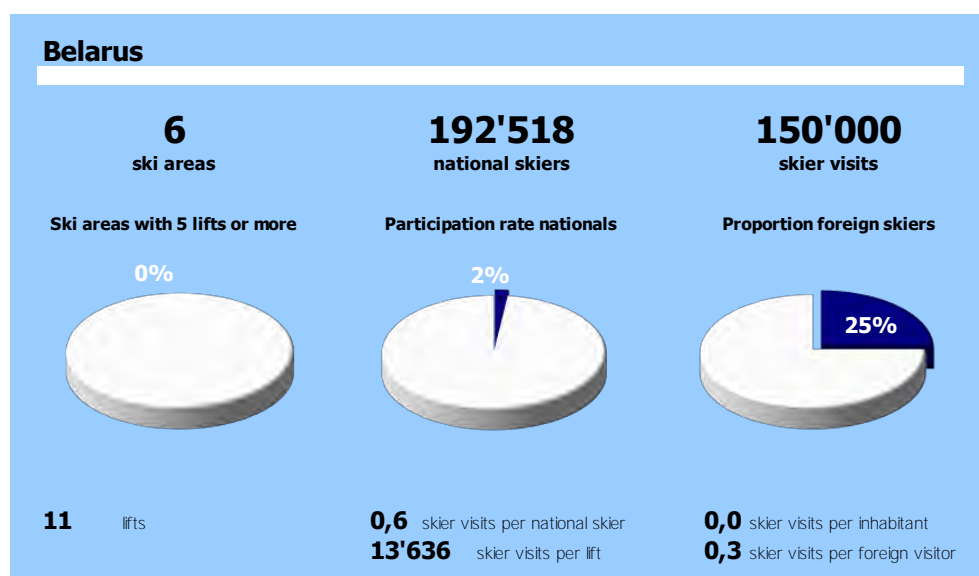 Belarus
6 192'518 150'000
ski areas national skiers skier visits
Ski areas with 5 lifts or more Participation rate nationals Proportion foreign skiers
0% 2%
25%
11 lifts 0,6 skier visits per national skier 0,0 skier visits per inhabitant
13'636 skier visits per lift 0,3 skier visits per foreign visitor